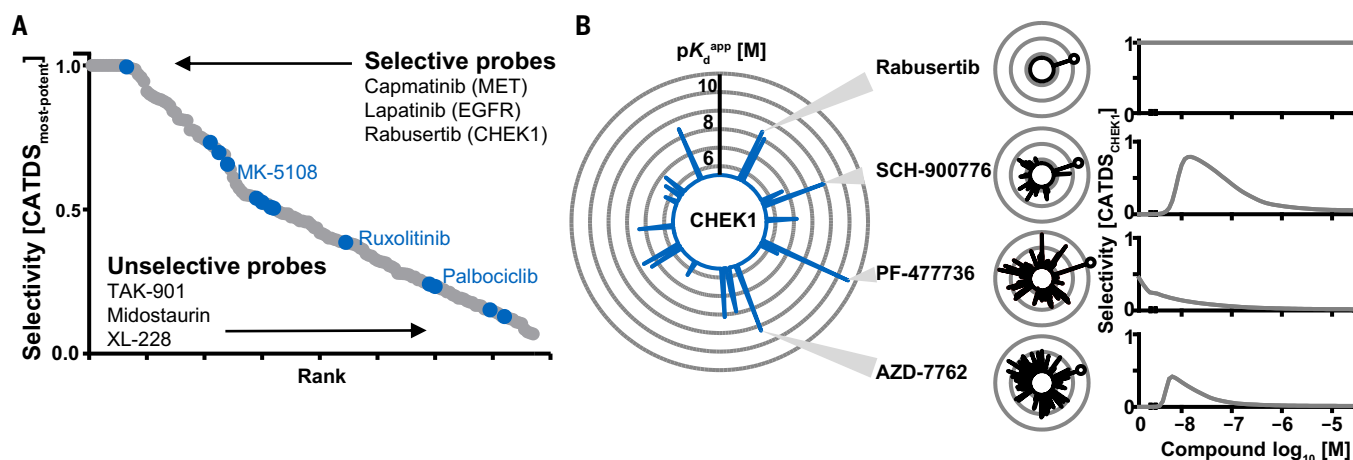 A
Selectivity [CATDS most-potent]
1.0
0.5
0.0
Selective probes
Capmatinib (MET)
Lapatinib (EGFR)
Rabusertib (CHEK1)
MK-5108
Ruxolitinib
Palbociclib
Unselective probes
TAK-901
Midostaurin
XL-228
Rank
B
pKd app [M]
10
8
6
CHEK1
Rabusertib
SCH-900776
PF-477736
AZD-7762
Selectivity [CATDS CHEK1]
1
0
1
0
1
0
1
0
0 −8 −7 −6 −5
Compound log10 [M]